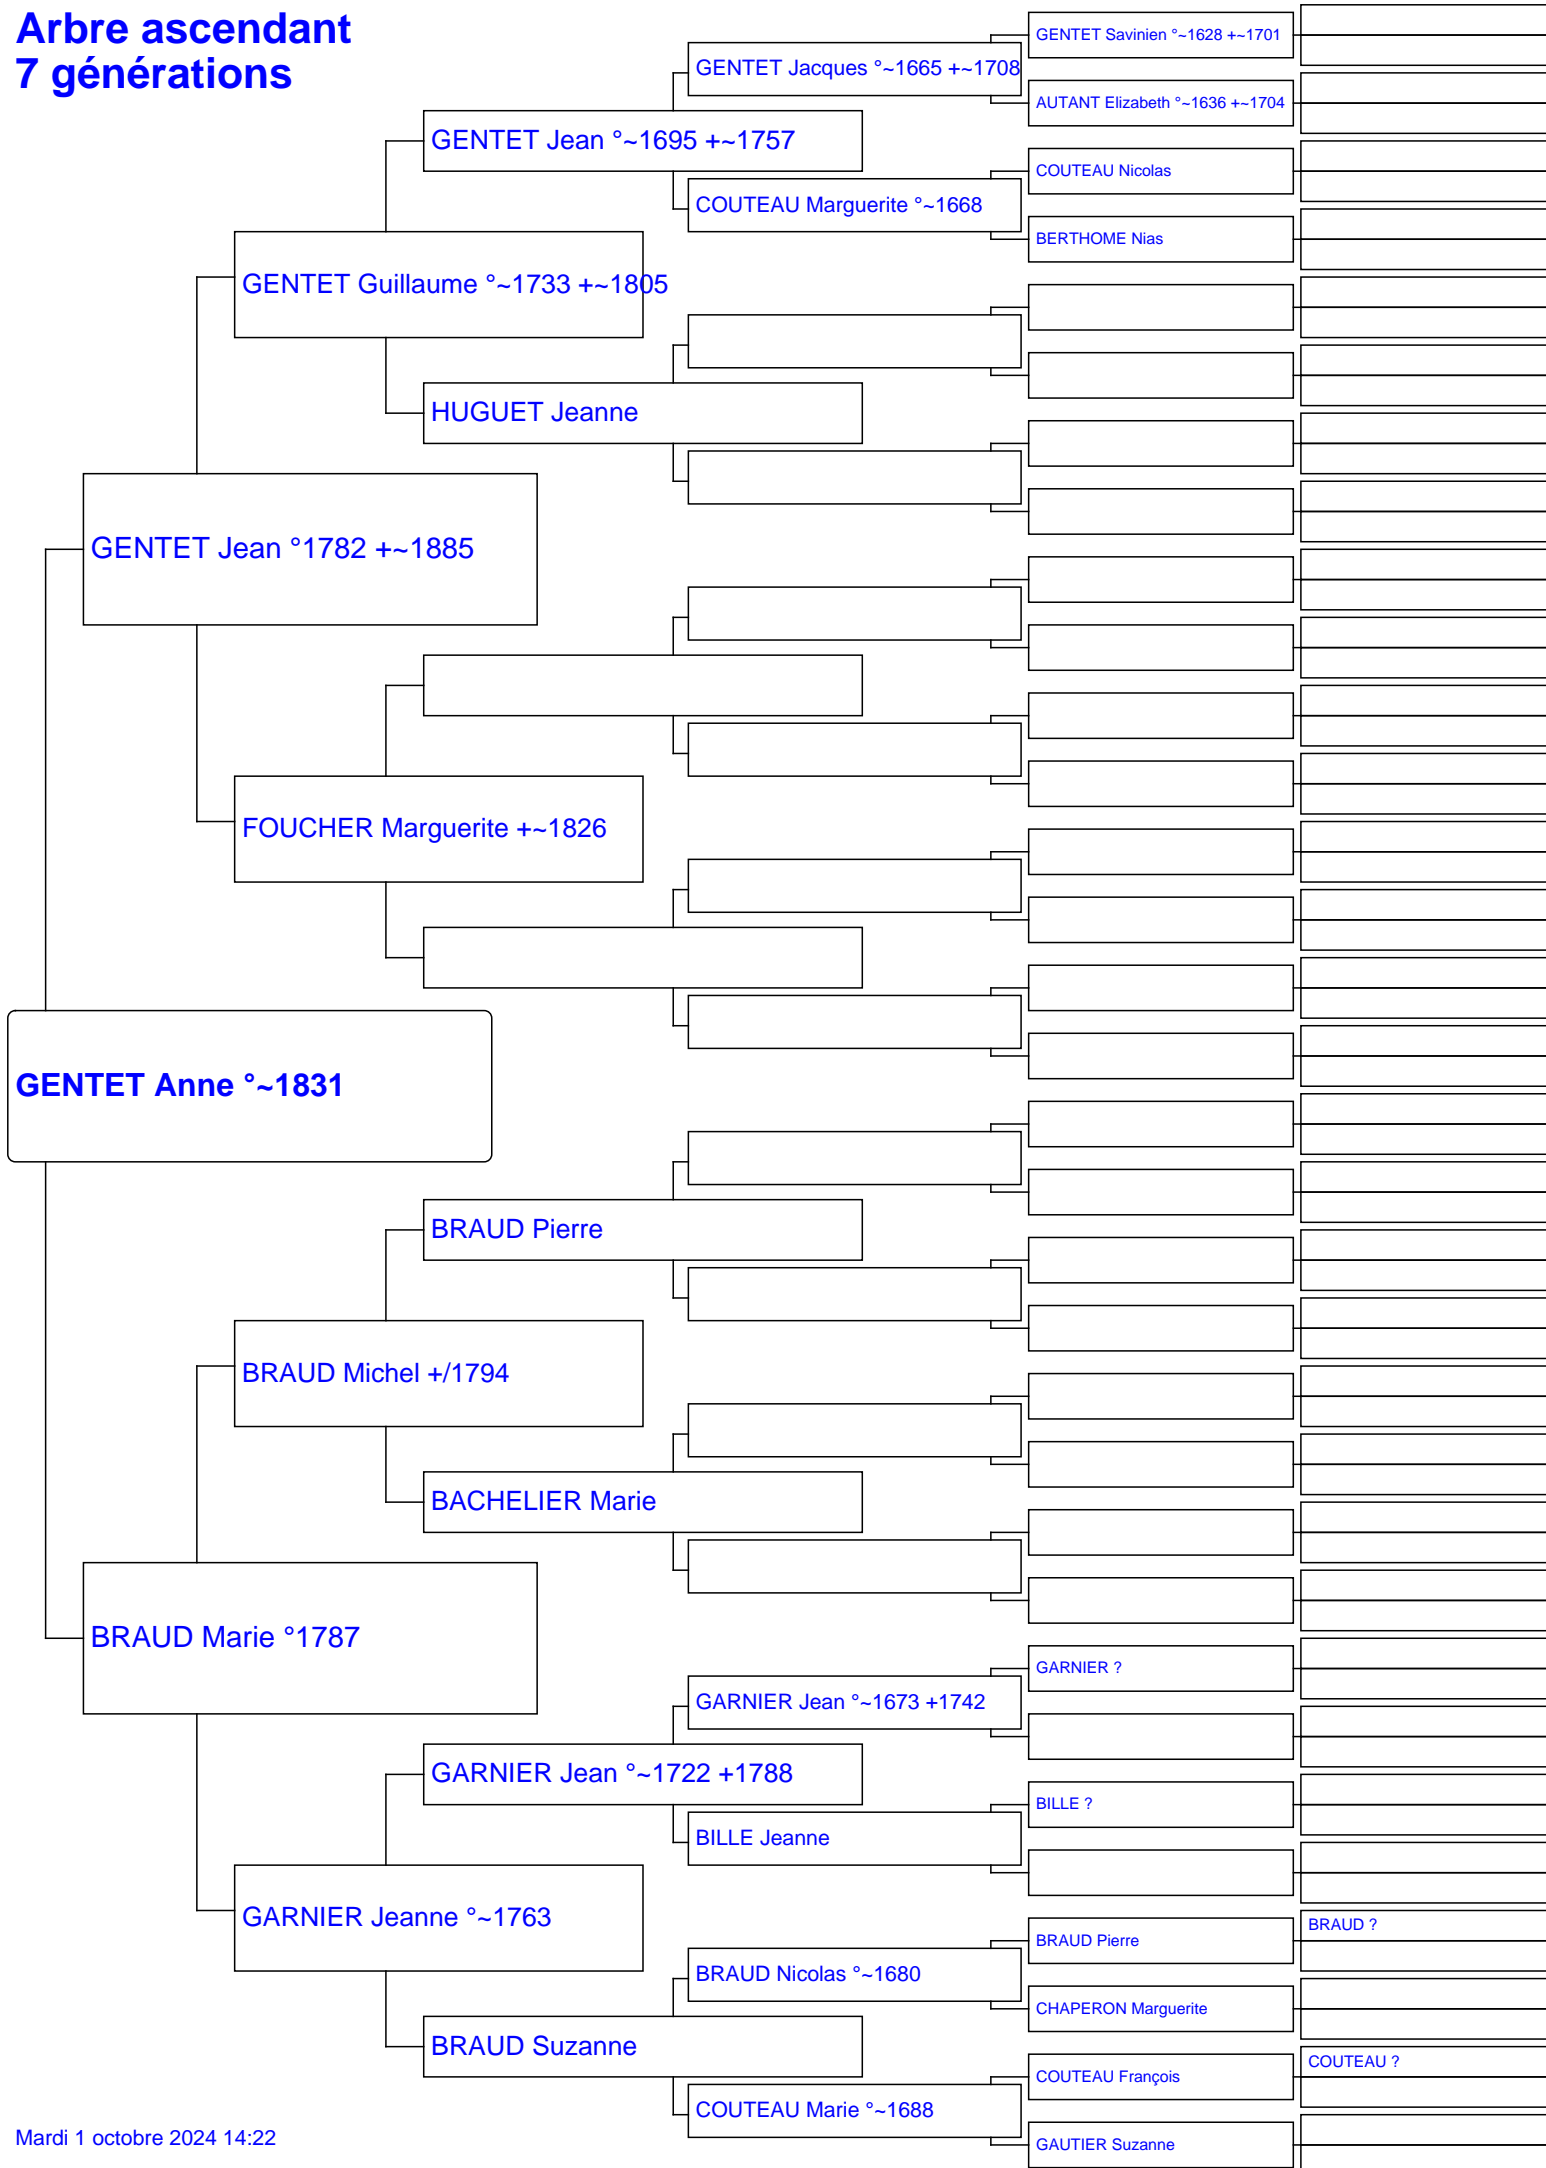 Arbre ascendant
7 générations
GENTET Savinien °~1628 +~1701
GENTET Jacques °~1665 +~1708
AUTANT Elizabeth °~1636 +~1704
GENTET Jean °~1695 +~1757
COUTEAU Nicolas
COUTEAU Marguerite °~1668
BERTHOME Nias
GENTET Guillaume °~1733 +~1805
HUGUET Jeanne
GENTET Jean °1782 +~1885
FOUCHER Marguerite +~1826
GENTET Anne °~1831
BRAUD Pierre
BRAUD Michel +/1794
BACHELIER Marie
BRAUD Marie °1787
GARNIER ?
GARNIER Jean °~1673 +1742
GARNIER Jean °~1722 +1788
BILLE ?
BILLE Jeanne
GARNIER Jeanne °~1763
BRAUD ?
BRAUD Pierre
BRAUD Nicolas °~1680
CHAPERON Marguerite
BRAUD Suzanne
COUTEAU ?
COUTEAU François
COUTEAU Marie °~1688
GAUTIER Suzanne
Mardi 1 octobre 2024 14:22